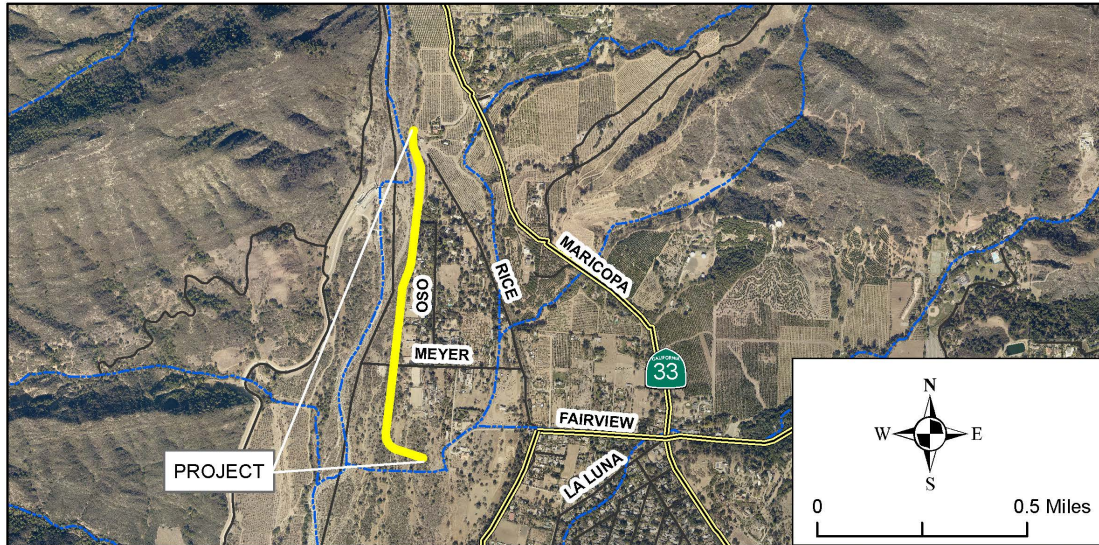 MARICOPA
RICE
OSO
MEYER
CALIFORNIA
33
FAIRVIEW
LA LUNA
PROJECT
N
W
E
S
0
0.5 Miles